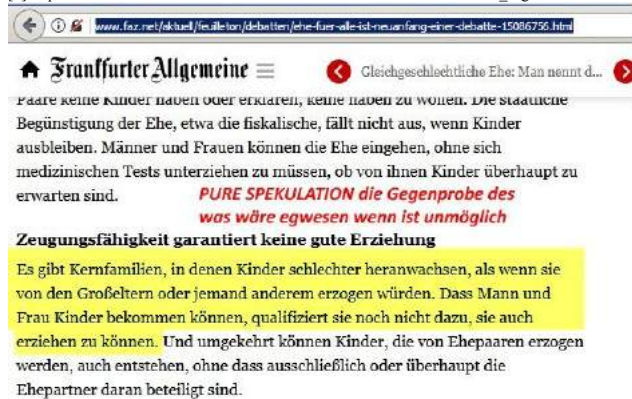 www.faz.net/aktuell/feuilleton/debatten/ehe-fuer-alle-ist-neuanfang-einer-debatte-15086756.html
Frankfurter Allgemeine
Gleichgeschlechtliche Ehe: Man nennt d...
Paare keine Kinder haben oder erklären, keine haben zu wollen. Die staatliche
Begünstigung der Ehe, etwa die fiskalische, fällt nicht aus, wenn Kinder
ausbleiben. Männer und Frauen können die Ehe eingehen, ohne sich
medizinischen Tests unterziehen zu müssen, ob von ihnen Kinder überhaupt zu
erwarten sind.
PURE SPEKULATION die Gegenprobe des
was wäre egwesen wenn ist unmöglich
Zeugungsfähigkeit garantiert keine gute Erziehung
Es gibt Kernfamilien, in denen Kinder schlechter heranwachsen, als wenn sie
von den Großeltern oder jemand anderem erzogen würden. Dass Mann und
Frau Kinder bekommen können, qualifiziert sie noch nicht dazu, sie auch
erziehen zu können. Und umgekehrt können Kinder, die von Ehepaaren erzogen
werden, auch entstehen, ohne dass ausschließlich oder überhaupt die
Ehepartner daran beteiligt sind.